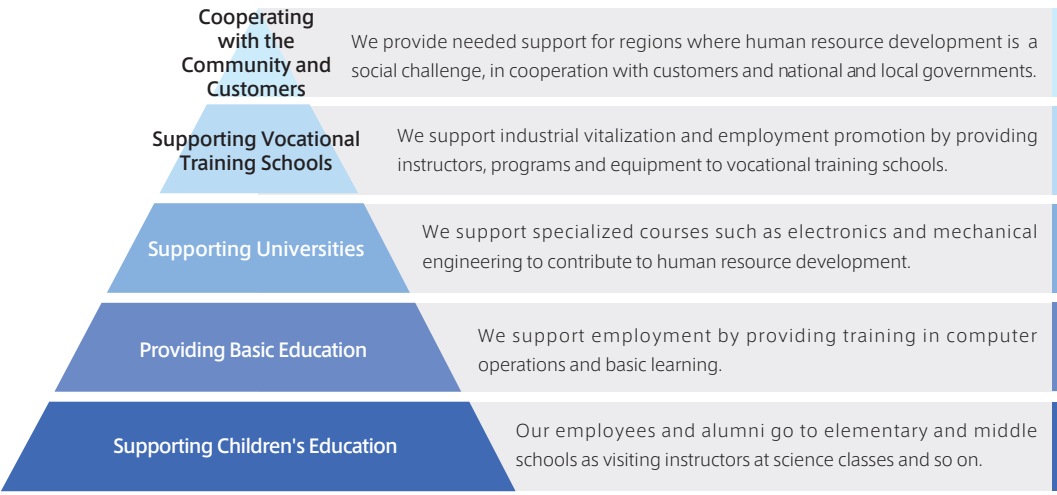 Cooperating
with the
Community and
Customers
We provide needed support for regions where human resource development is a
social challenge, in cooperation with customers and national and local governments.
Supporting Vocational
Training Schools
We support industrial vitalization and employment promotion by providing
instructors, programs and equipment to vocational training schools.
Supporting Universities
We support specialized courses such as electronics and mechanical
engineering to contribute to human resource development.
Providing Basic Education
We support employment by providing training in computer
operations and basic learning.
Supporting Children's Education
Our employees and alumni go to elementary and middle
schools as visiting instructors at science classes and so on.